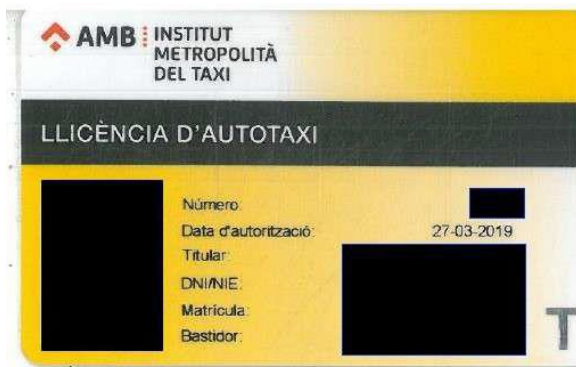 AMB INSTITUT
METROPOLITÀ
DEL TAXI
LLICÈNCIA D'AUTOTAXI
Número:
Data d'autorització: 27-03-2019
Titular:
DNI/NIE:
Matrícula:
Bastidor:
T